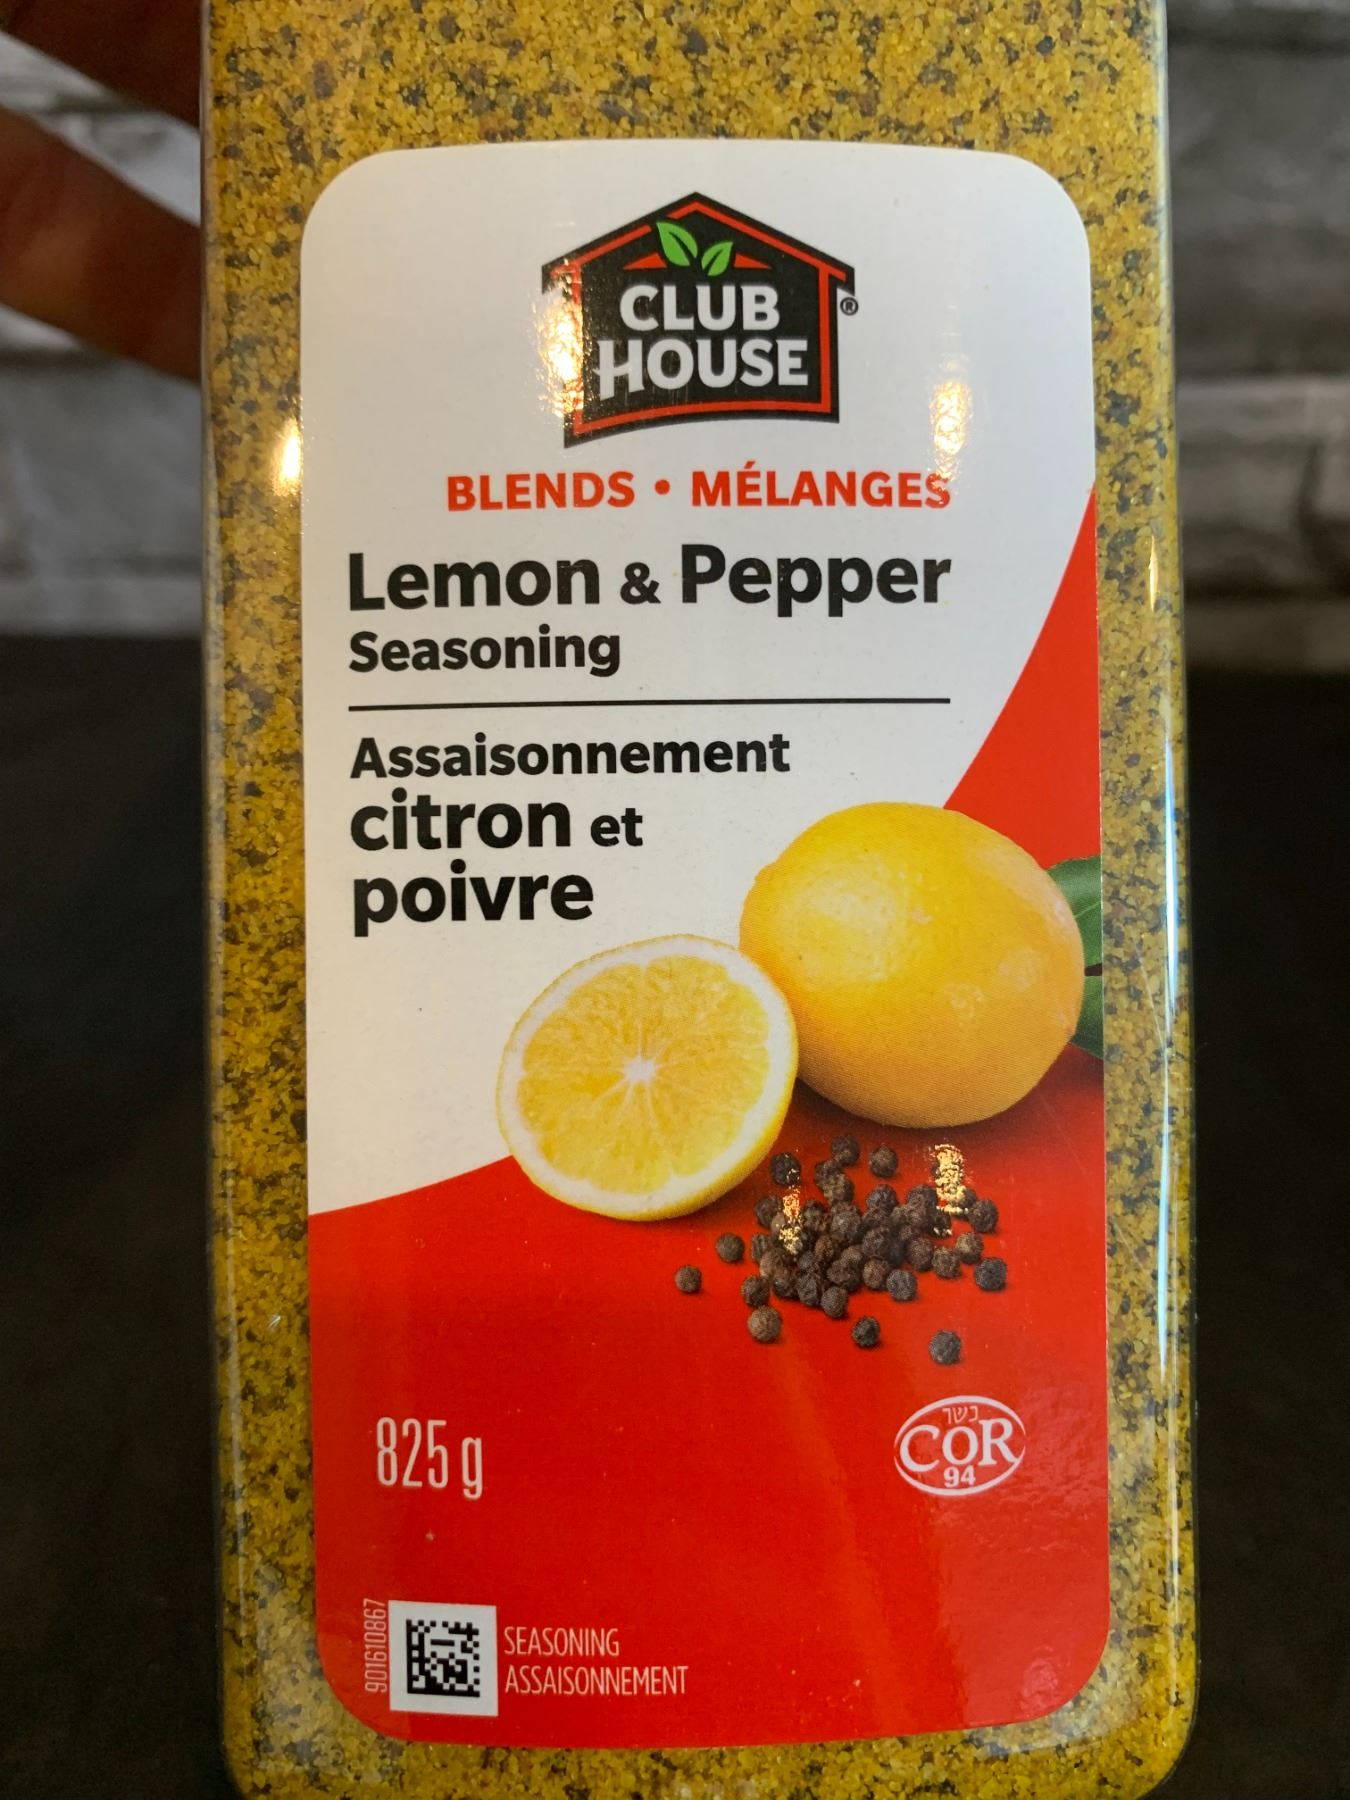 CLUB
HOUSE®
BLENDS • MÉLANGES
Lemon & Pepper
Seasoning
Assaisonnement
citron et
poivre
825 g
כשר
COR
94
901610867
SEASONING
ASSAISONNEMENT